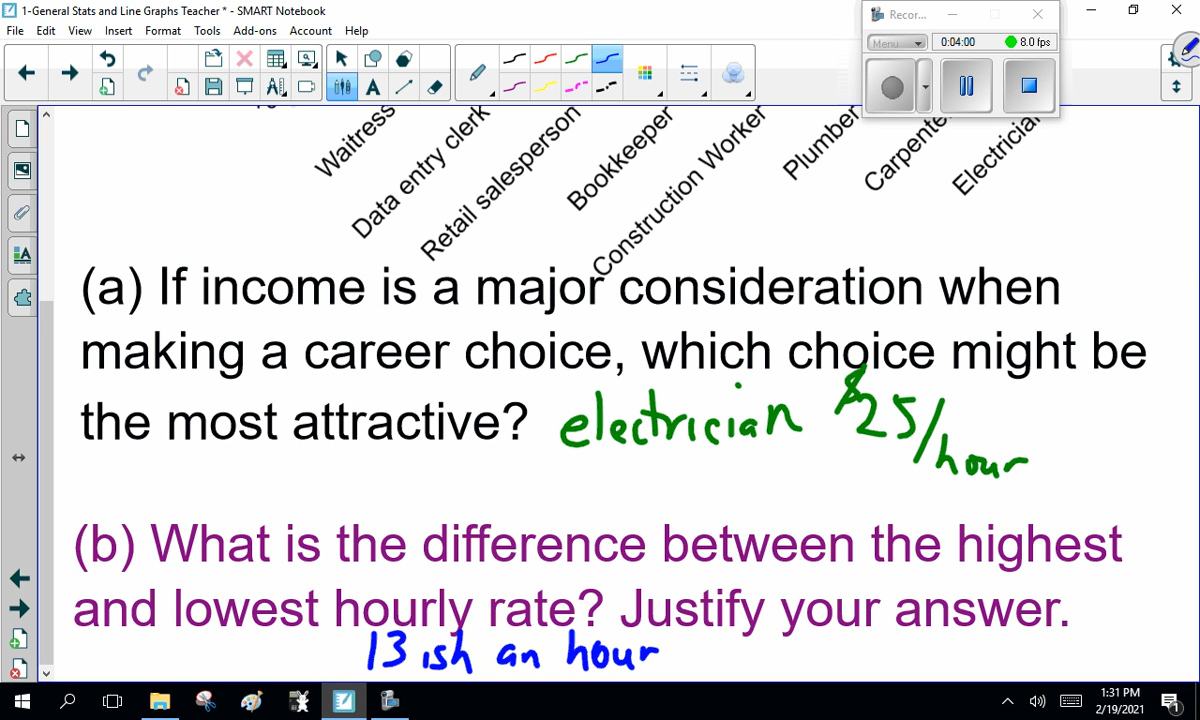 1-General Stats and Line Graphs Teacher * - SMART Notebook
File Edit View Insert Format Tools Add-ons Account Help
Recor...
Menu
0:04:00
8.0 fps
Waitress
Data entry clerk
Retail salesperson
Bookkeeper
Construction Worker
Plumber
Carpenter
Electrician
(a) If income is a major consideration when
making a career choice, which choice might be
the most attractive? electrician $25/hour
(b) What is the difference between the highest
and lowest hourly rate? Justify your answer.
13 ish an hour
1:31 PM
2/19/2021
1